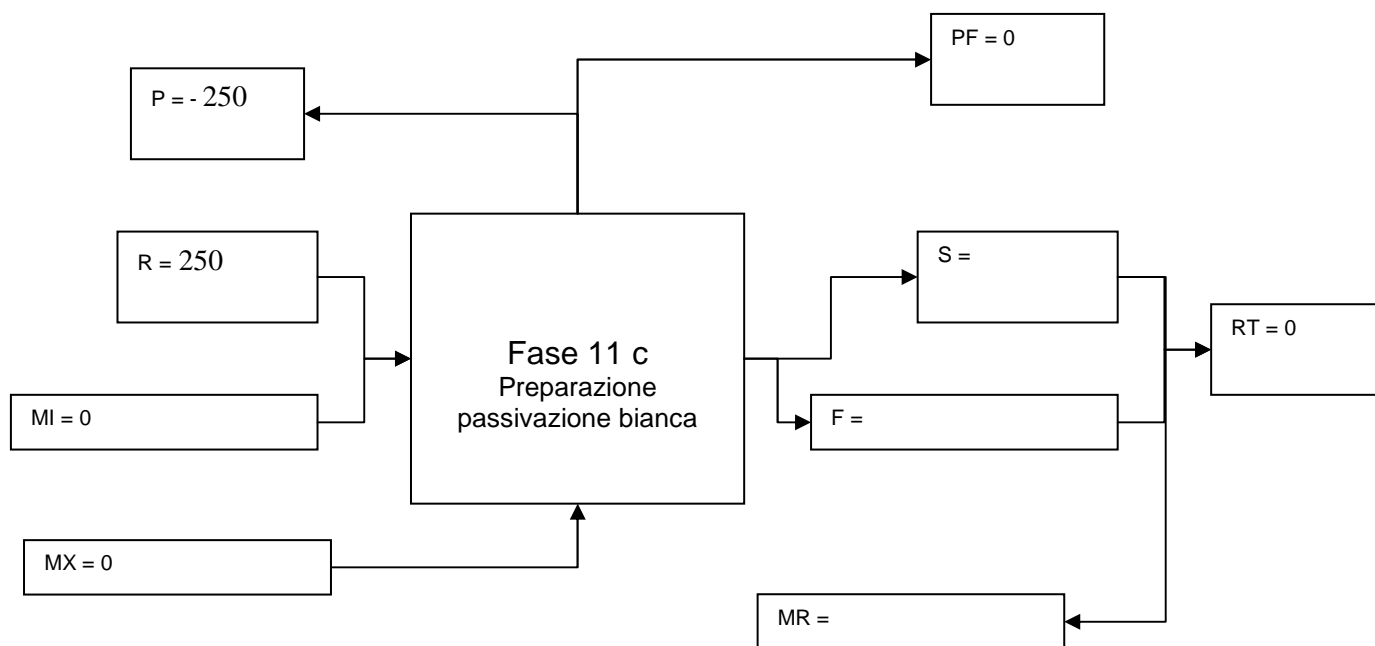 PF = 0
P = - 250
R = 250
S =
RT = 0
Fase 11 c
Preparazione
passivazione bianca
MI = 0
F =
MX = 0
MR =